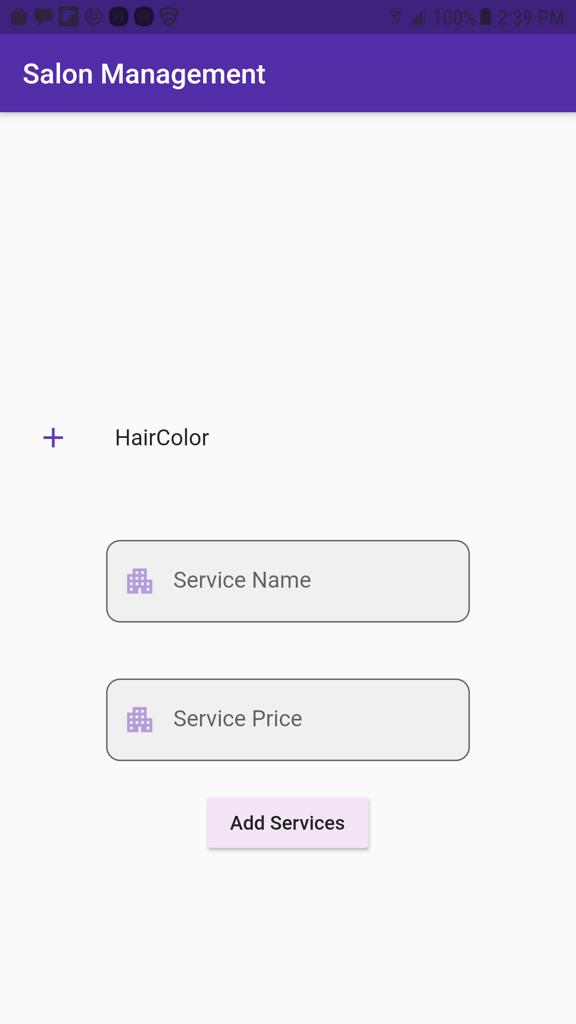 100% 2:39 PM
Salon Management
HairColor
Service Name
Service Price
Add Services